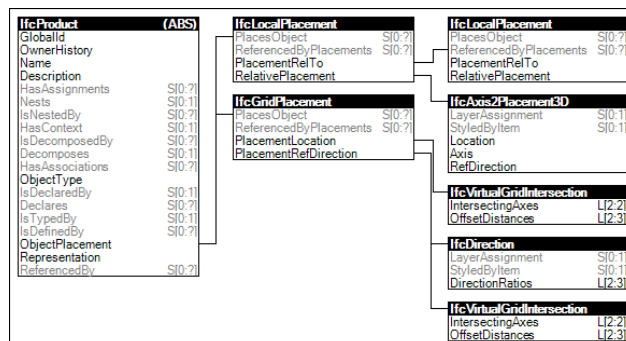 IfcProduct (ABS)
GlobalId
OwnerHistory
Name
Description
HasAssignments S[0:?]
Nests S[0:1]
IsNestedBy S[0:?]
HasContext S[0:1]
IsDecomposedBy S[0:?]
Decomposes S[0:1]
HasAssociations S[0:?]
ObjectType
IsDeclaredBy S[0:1]
Declares S[0:?]
IsTypedBy S[0:1]
IsDefinedBy S[0:?]
ObjectPlacement
Representation
ReferencedBy S[0:?]
IfcLocalPlacement
PlacesObject S[0:?]
ReferencedByPlacements S[0:?]
PlacementRelTo
RelativePlacement
IfcGridPlacement
PlacesObject S[0:?]
ReferencedByPlacements S[0:?]
PlacementLocation
PlacementRefDirection
IfcLocalPlacement
PlacesObject S[0:?]
ReferencedByPlacements S[0:?]
PlacementRelTo
RelativePlacement
IfcAxis2Placement3D
LayerAssignment S[0:1]
StyledByItem S[0:1]
Location
Axis
RefDirection
IfcVirtualGridIntersection
IntersectingAxes L[2:2]
OffsetDistances L[2:3]
IfcDirection
LayerAssignment S[0:1]
StyledByItem S[0:1]
DirectionRatios L[2:3]
IfcVirtualGridIntersection
IntersectingAxes L[2:2]
OffsetDistances L[2:3]